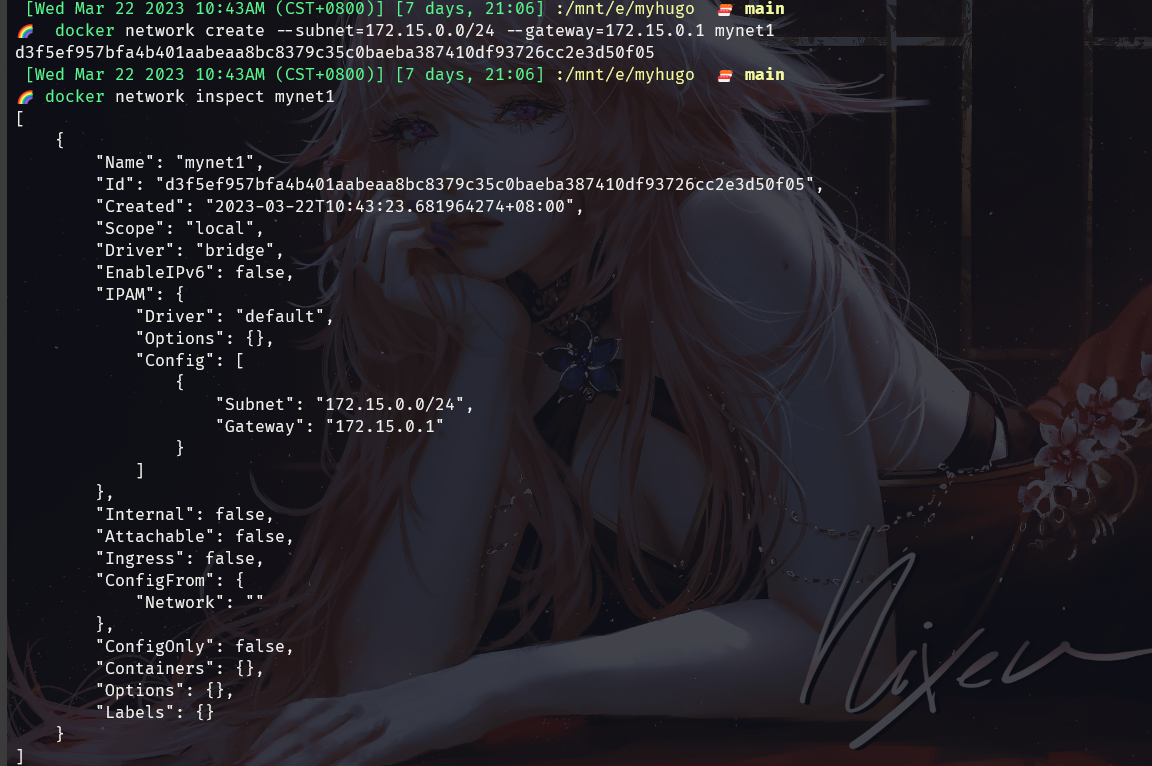 [Wed Mar 22 2023 10:43AM (CST+0800)] [7 days, 21:06] :/mnt/e/myhugo 🍣 main
🌈 docker network create --subnet=172.15.0.0/24 --gateway=172.15.0.1 mynet1
d3f5ef957bfa4b401aabeaa8bc8379c35c0baeba387410df93726cc2e3d50f05
[Wed Mar 22 2023 10:43AM (CST+0800)] [7 days, 21:06] :/mnt/e/myhugo 🍣 main
🌈 docker network inspect mynet1
[
    {
        "Name": "mynet1",
        "Id": "d3f5ef957bfa4b401aabeaa8bc8379c35c0baeba387410df93726cc2e3d50f05",
        "Created": "2023-03-22T10:43:23.681964274+08:00",
        "Scope": "local",
        "Driver": "bridge",
        "EnableIPv6": false,
        "IPAM": {
            "Driver": "default",
            "Options": {},
            "Config": [
                {
                    "Subnet": "172.15.0.0/24",
                    "Gateway": "172.15.0.1"
                }
            ]
        },
        "Internal": false,
        "Attachable": false,
        "Ingress": false,
        "ConfigFrom": {
            "Network": ""
        },
        "ConfigOnly": false,
        "Containers": {},
        "Options": {},
        "Labels": {}
    }
]
Nixeu